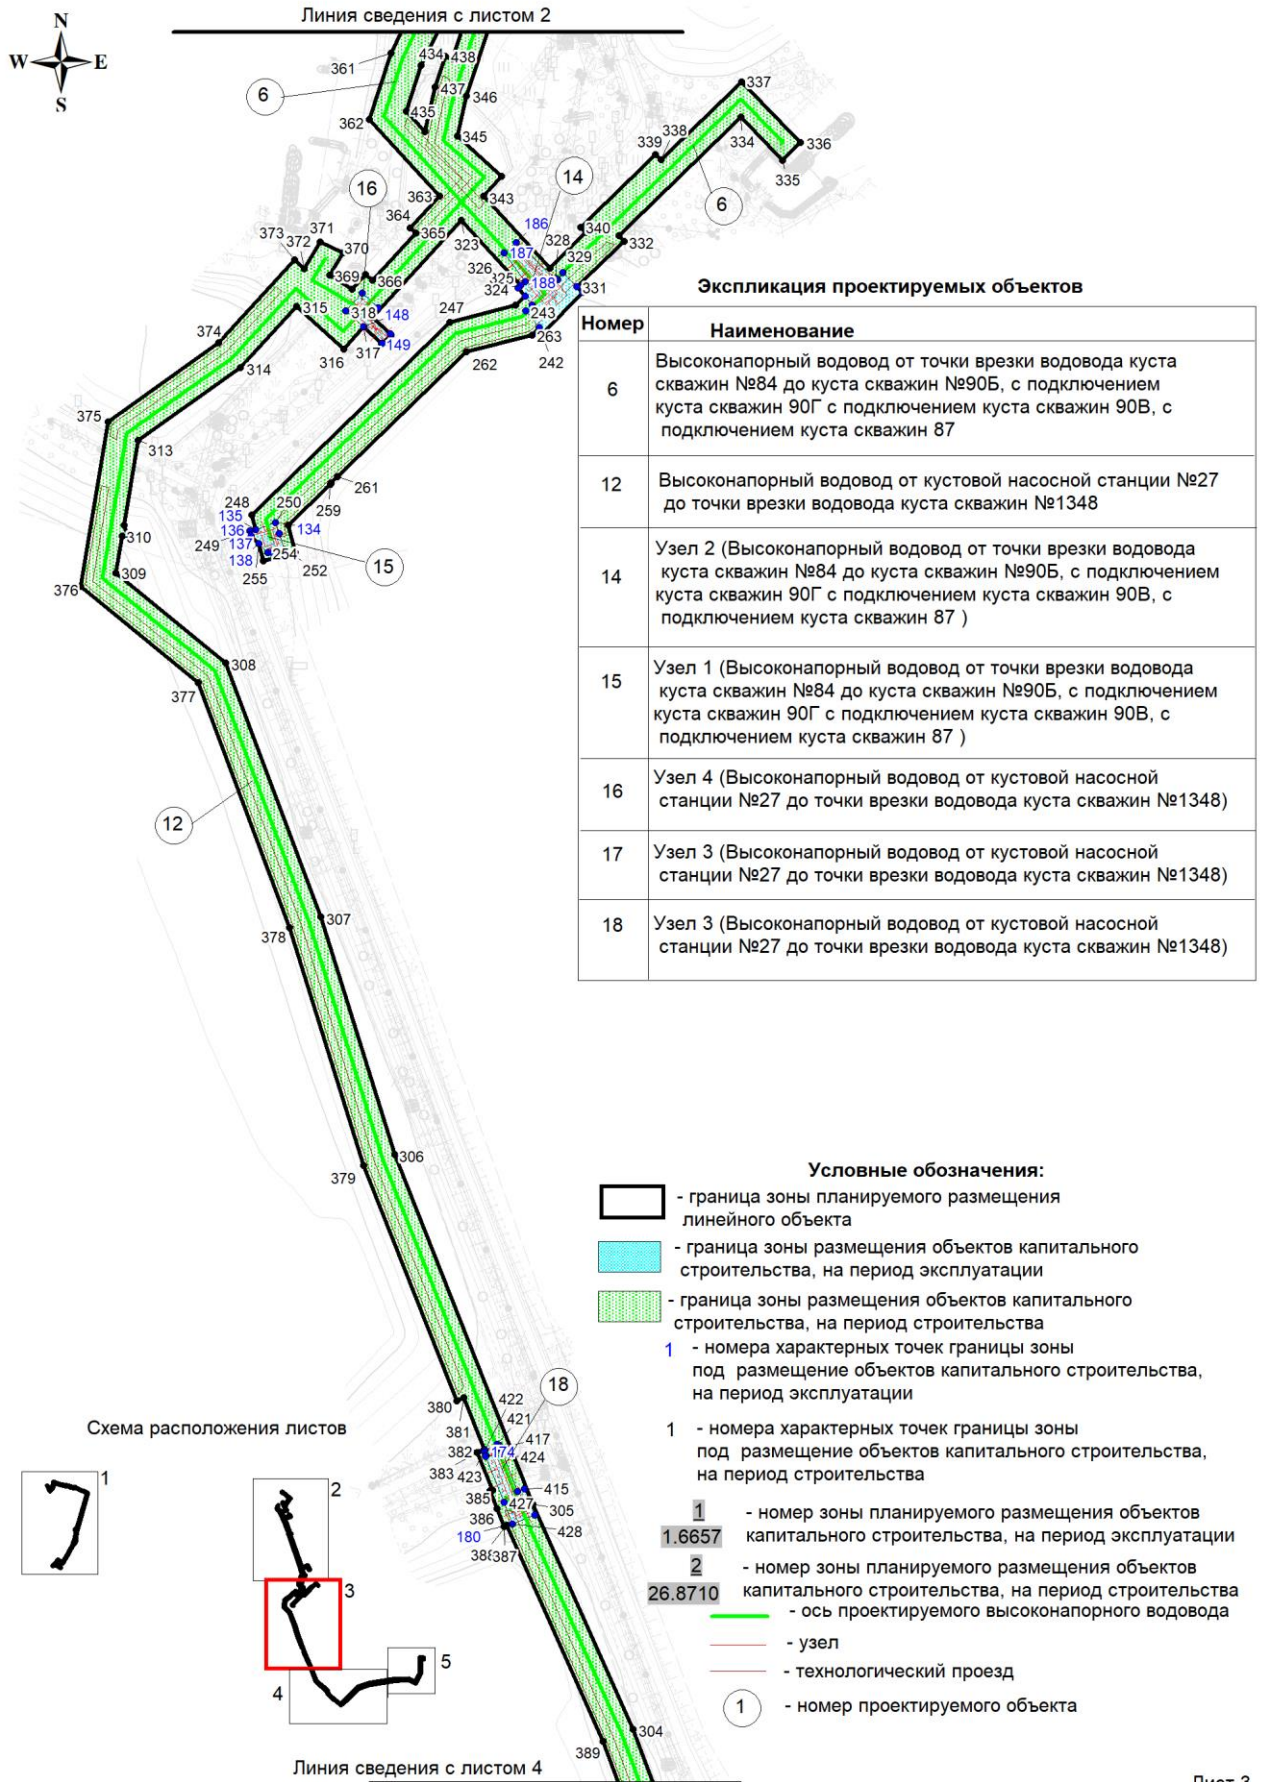 Линия сведения с листом 2
N
W E
S
361
434
438
6
437
346
362
435
345
337
338
339
334
336
335
14
16
363
343
364
365
186
340
371
373
372
370
323
328
187
329
332
326
325
369
366
188
324
331
315
318
148
247
243
263
374
317
149
242
316
262
314
375
313
261
248
250
259
135
136
134
310
249
137
254
138
252
15
309
255
376
308
377
12
307
378
306
379
18
422
380
421
381
417
382
174
424
383
423
415
385
305
427
386
428
180
388
387
304
389
Экспликация проектируемых объектов
Номер Наименование
6 Высоконапорный водовод от точки врезки водовода куста
скважин №84 до куста скважин №90Б, с подключением
куста скважин 90Г с подключением куста скважин 90В, с
подключением куста скважин 87
12 Высоконапорный водовод от кустовой насосной станции №27
до точки врезки водовода куста скважин №1348
14 Узел 2 (Высоконапорный водовод от точки врезки водовода
куста скважин №84 до куста скважин №90Б, с подключением
куста скважин 90Г с подключением куста скважин 90В, с
подключением куста скважин 87 )
15 Узел 1 (Высоконапорный водовод от точки врезки водовода
куста скважин №84 до куста скважин №90Б, с подключением
куста скважин 90Г с подключением куста скважин 90В, с
подключением куста скважин 87 )
16 Узел 4 (Высоконапорный водовод от кустовой насосной
станции №27 до точки врезки водовода куста скважин №1348)
17 Узел 3 (Высоконапорный водовод от кустовой насосной
станции №27 до точки врезки водовода куста скважин №1348)
18 Узел 3 (Высоконапорный водовод от кустовой насосной
станции №27 до точки врезки водовода куста скважин №1348)
Условные обозначения:
- граница зоны планируемого размещения
линейного объекта
- граница зоны размещения объектов капитального
строительства, на период эксплуатации
- граница зоны размещения объектов капитального
строительства, на период строительства
1 - номера характерных точек границы зоны
под размещение объектов капитального строительства,
на период эксплуатации
1 - номера характерных точек границы зоны
под размещение объектов капитального строительства,
на период строительства
1 - номер зоны планируемого размещения объектов
1.6657 капитального строительства, на период эксплуатации
2 - номер зоны планируемого размещения объектов
26.8710 капитального строительства, на период строительства
- ось проектируемого высоконапорного водовода
- узел
- технологический проезд
1 - номер проектируемого объекта
Схема расположения листов
1
2
3
4
5
Линия сведения с листом 4
Лист 3